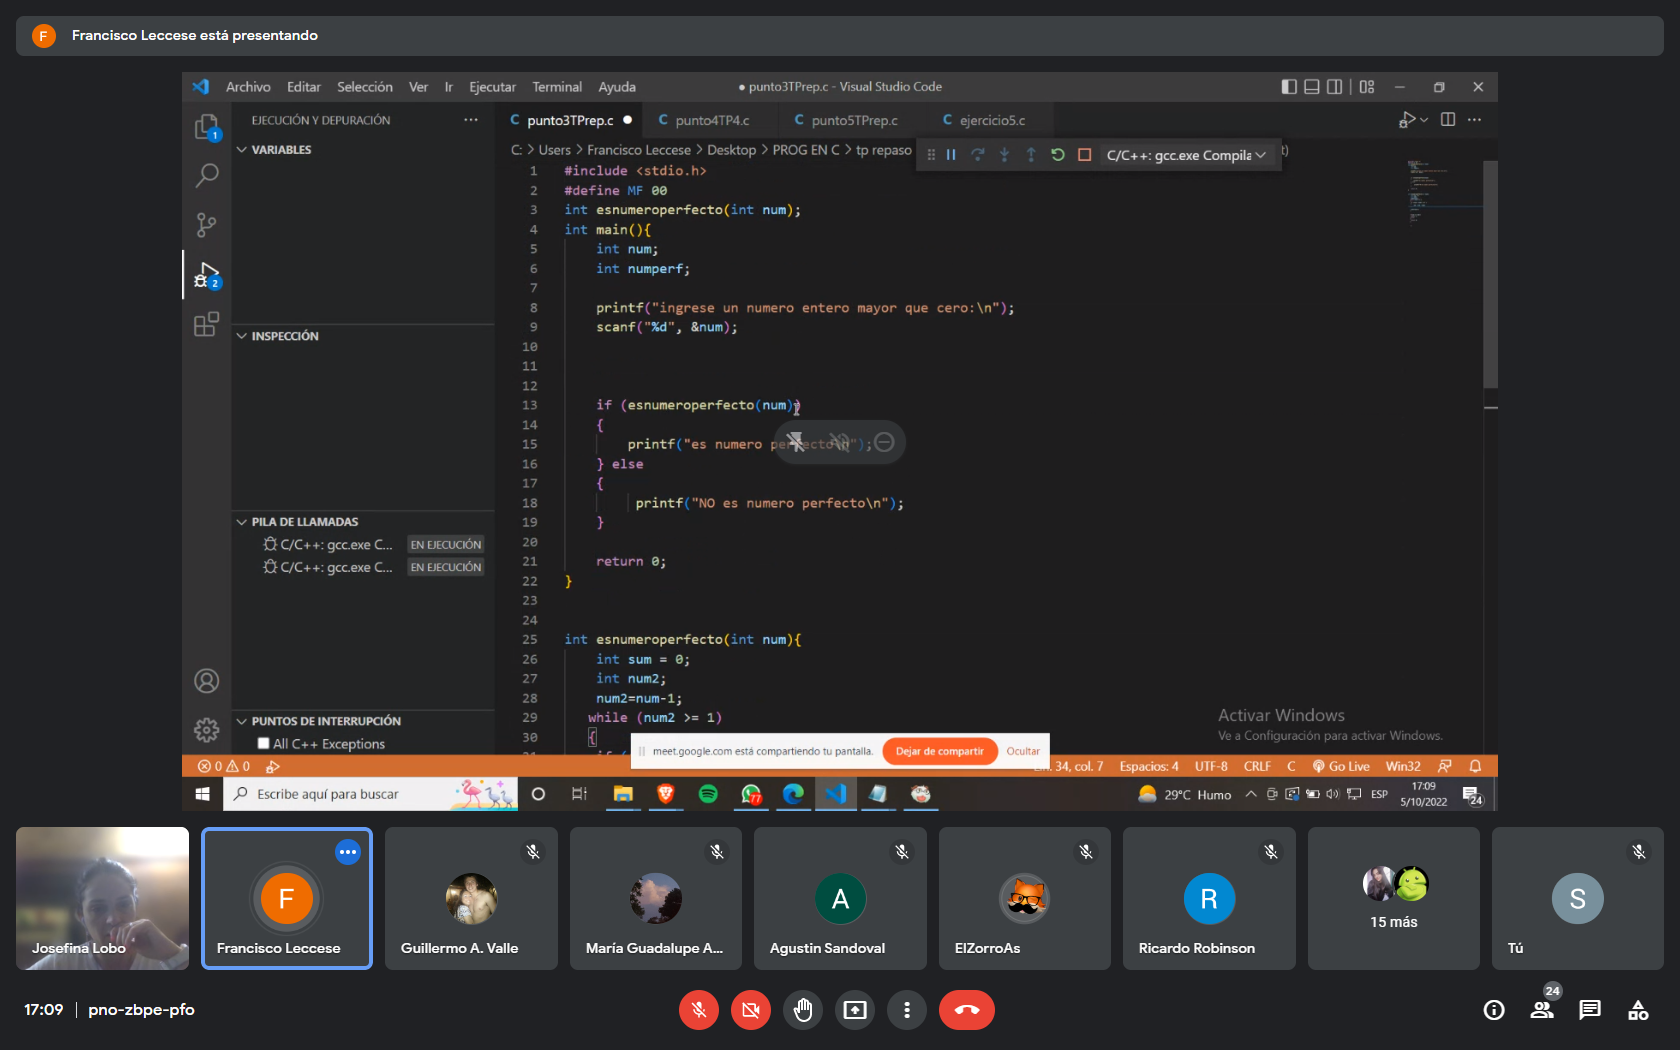 F Francisco Leccese está presentando
Archivo Editar Selección Ver Ir Ejecutar Terminal Ayuda
● punto3TPrep.c - Visual Studio Code
EJECUCIÓN Y DEPURACIÓN
C punto3TPrep.c
C punto4TP4.c
C punto5TPrep.c
C ejercicio5.c
VARIABLES
C: > Users > Francisco Leccese > Desktop > PROG EN C > tp repaso
C/C++: gcc.exe Compila
1 #include <stdio.h>
2 #define MF 00
3 int esnumeroperfecto(int num);
4 int main(){
5 int num;
6 int numperf;
7
8 printf("ingrese un numero entero mayor que cero:\n");
9 scanf("%d", &num);
10
11
12
13 if (esnumeroperfecto(num))
14 {
15 printf("es numero perfecto\n");
16 } else
17 {
18 printf("NO es numero perfecto\n");
19 }
20
21 return 0;
22 }
23
24
25 int esnumeroperfecto(int num){
26 int sum = 0;
27 int num2;
28 num2=num-1;
29 while (num2 >= 1)
30 {
INSPECCIÓN
PILA DE LLAMADAS
C/C++: gcc.exe C... EN EJECUCIÓN
C/C++: gcc.exe C... EN EJECUCIÓN
PUNTOS DE INTERRUPCIÓN
All C++ Exceptions
1
2
Activar Windows
Ve a Configuración para activar Windows.
meet.google.com está compartiendo tu pantalla. Dejar de compartir Ocultar
0 0
34, col. 7 Espacios: 4 UTF-8 CRLF C Go Live Win32
Escribe aquí para buscar
77
29°C Humo
ESP
17:09
5/10/2022
24
Josefina Lobo
F
Francisco Leccese
Guillermo A. Valle
María Guadalupe A...
A
Agustin Sandoval
ElZorroAs
R
Ricardo Robinson
15 más
S
Tú
17:09 | pno-zbpe-pfo
24